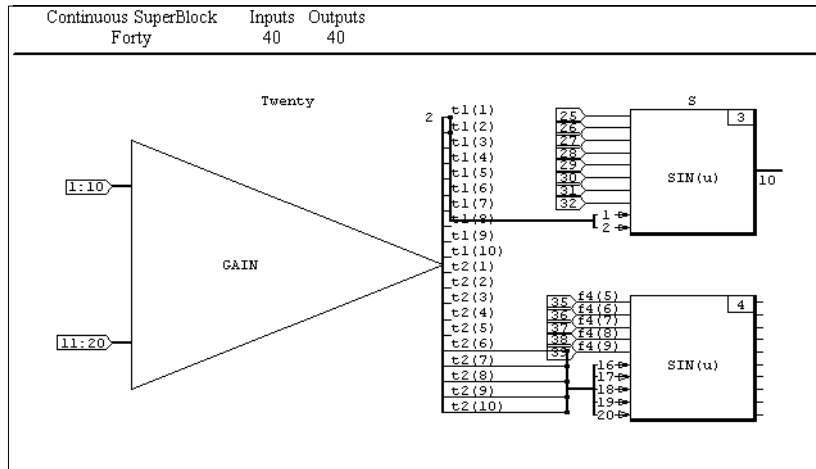 Continuous SuperBlock Inputs Outputs
Forty 40 40
Twenty
S
2
t1(1)
t1(2)
t1(3)
t1(4)
t1(5)
t1(6)
t1(7)
t1(8)
t1(9)
t1(10)
t2(1)
t2(2)
t2(3)
t2(4)
t2(5)
t2(6)
t2(7)
t2(8)
t2(9)
t2(10)
1:10
GAIN
11:20
25
26
27
28
29
30
31
32
1
2
3
SIN(u)
10
35 f4(5)
36 f4(6)
37 f4(7)
38 f4(8)
39 f4(9)
16
17
18
19
20
4
SIN(u)